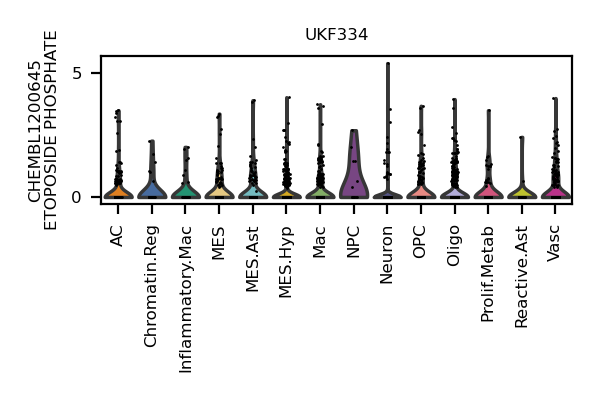 UKF334
CHEMBL1200645
ETOPOSIDE PHOSPHATE
5
0
AC
Chromatin.Reg
Inflammatory.Mac
MES
MES.Ast
MES.Hyp
Mac
NPC
Neuron
OPC
Oligo
Prolif.Metab
Reactive.Ast
Vasc